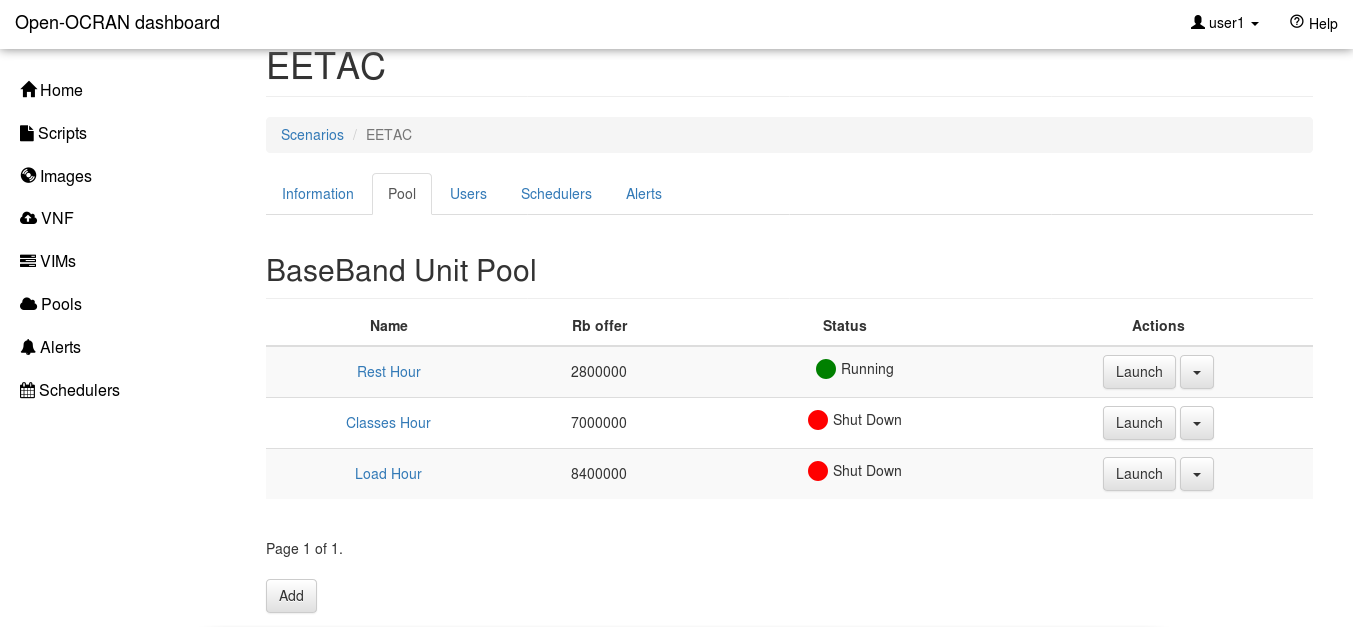 Open-OCRAN dashboard
user1
Help
Home
Scripts
Images
VNF
VIMs
Pools
Alerts
Schedulers
EETAC
Scenarios / EETAC
Information Pool Users Schedulers Alerts
BaseBand Unit Pool
Name Rb offer Status Actions
Rest Hour 2800000 Running Launch
Classes Hour 7000000 Shut Down Launch
Load Hour 8400000 Shut Down Launch
Page 1 of 1.
Add